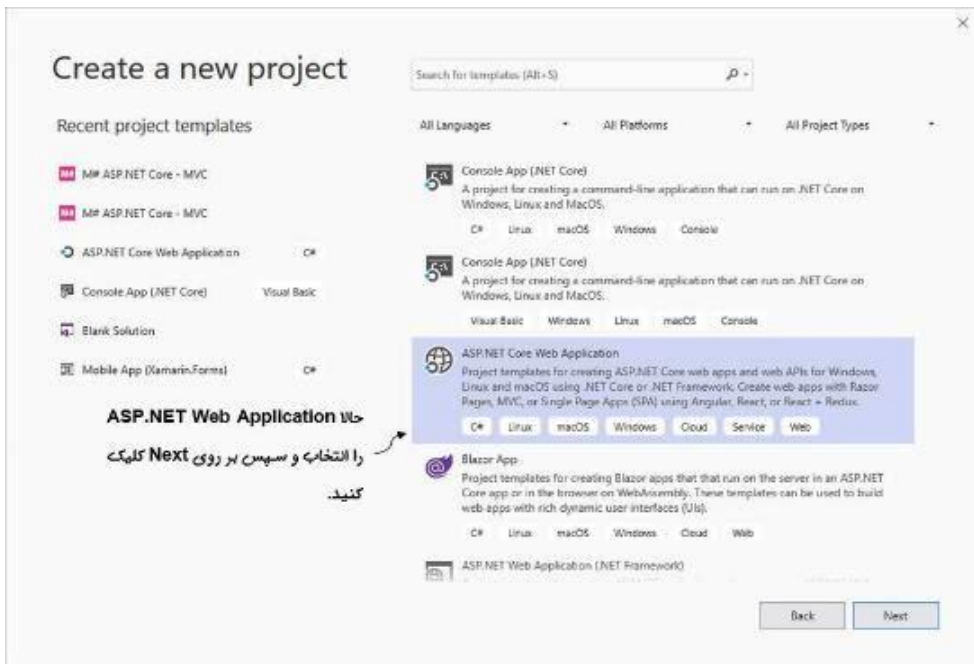 Create a new project
Search for templates (Alt+S)
Recent project templates
All Languages
All Platforms
All Project Types
M# ASP.NET Core - MVC
M# ASP.NET Core - MVC
ASP.NET Core Web Application C#
Console App (.NET Core) Visual Basic
Blank Solution
Mobile App (Xamarin.Forms) C#
حالا ASP.NET Web Application
را انتخاب و سپس بر روی Next کلیک
کنید.
Console App (.NET Core)
A project for creating a command-line application that can run on .NET Core on
Windows, Linux and MacOS.
C# Linux macOS Windows Console
Console App (.NET Core)
A project for creating a command-line application that can run on .NET Core on
Windows, Linux and MacOS.
Visual Basic Windows Linux macOS Console
ASP.NET Core Web Application
Project templates for creating ASP.NET Core web apps and web APIs for Windows,
Linux and macOS using .NET Core or .NET Framework. Create web apps with Razor
Pages, MVC, or Single Page Apps (SPA) using Angular, React, or React + Redux.
C# Linux macOS Windows Cloud Service Web
Blazor App
Project templates for creating Blazor apps that that run on the server in an ASP.NET
Core app or in the browser on WebAssembly. These templates can be used to build
web apps with rich dynamic user interfaces (UIs).
C# Linux macOS Windows Cloud Web
ASP.NET Web Application (.NET Framework)
Back
Next